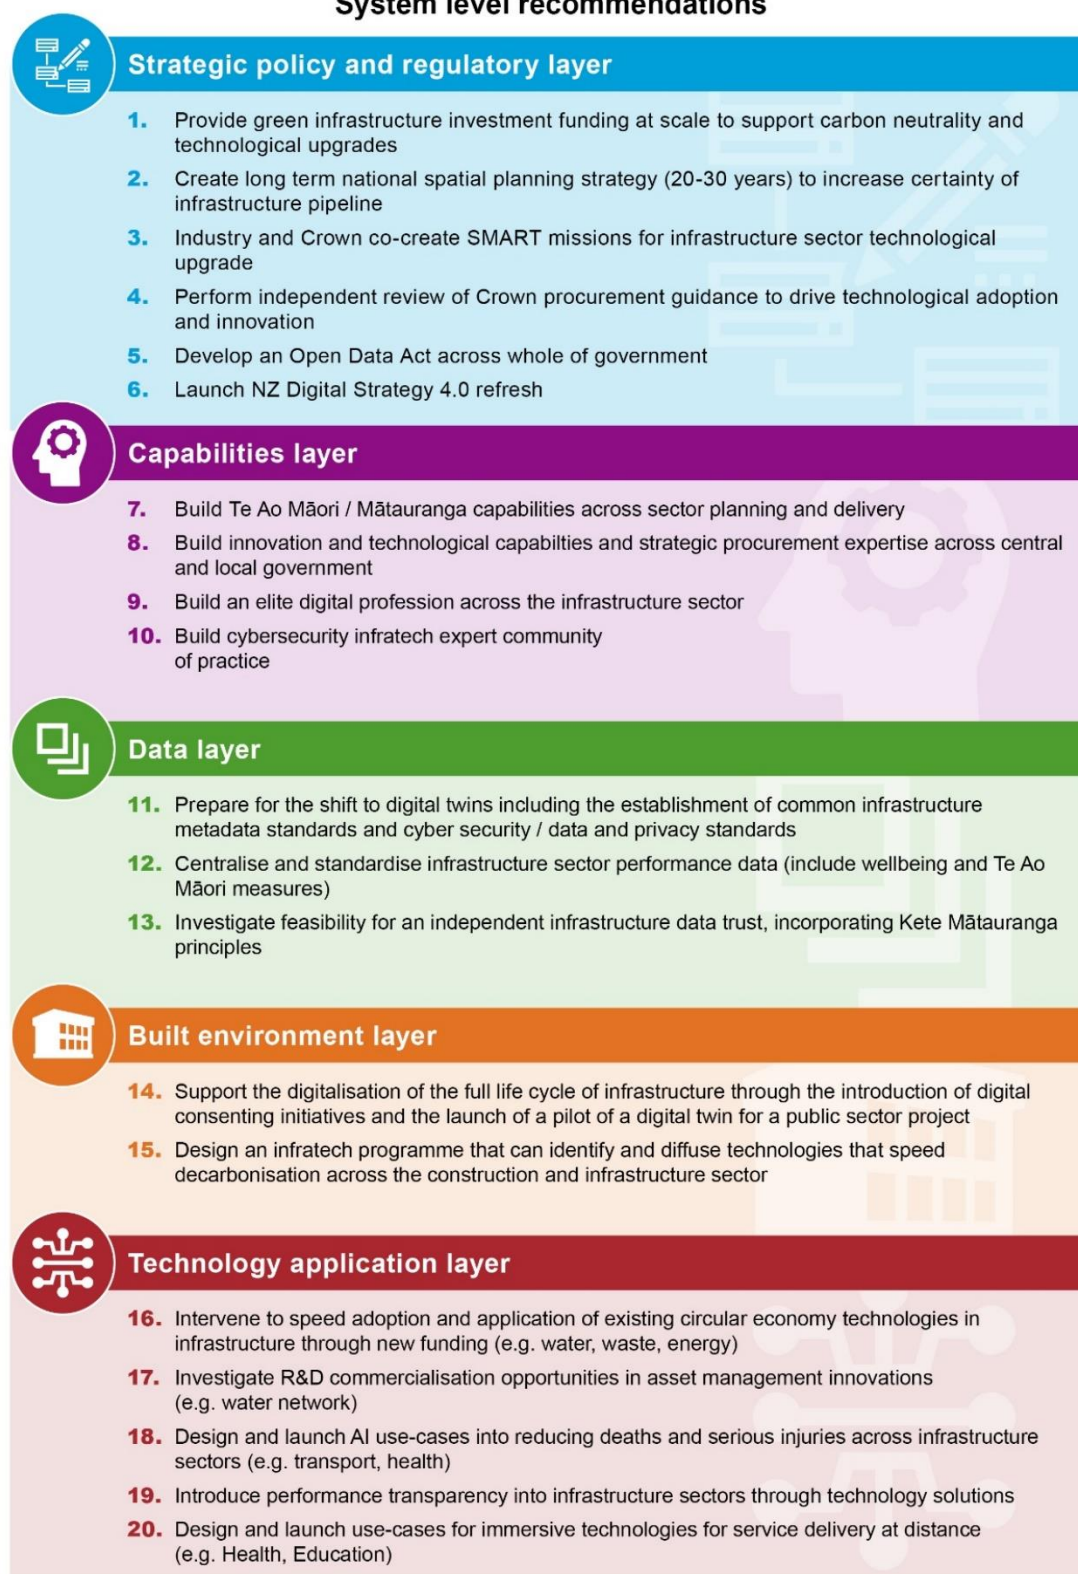 System level recommendations
Strategic policy and regulatory layer
1. Provide green infrastructure investment funding at scale to support carbon neutrality and
technological upgrades
2. Create long term national spatial planning strategy (20-30 years) to increase certainty of
infrastructure pipeline
3. Industry and Crown co-create SMART missions for infrastructure sector technological
upgrade
4. Perform independent review of Crown procurement guidance to drive technological adoption
and innovation
5. Develop an Open Data Act across whole of government
6. Launch NZ Digital Strategy 4.0 refresh
Capabilities layer
7. Build Te Ao Māori / Mātauranga capabilities across sector planning and delivery
8. Build innovation and technological capabilties and strategic procurement expertise across central
and local government
9. Build an elite digital profession across the infrastructure sector
10. Build cybersecurity infratech expert community
of practice
Data layer
11. Prepare for the shift to digital twins including the establishment of common infrastructure
metadata standards and cyber security / data and privacy standards
12. Centralise and standardise infrastructure sector performance data (include wellbeing and Te Ao
Māori measures)
13. Investigate feasibility for an independent infrastructure data trust, incorporating Kete Mātauranga
principles
Built environment layer
14. Support the digitalisation of the full life cycle of infrastructure through the introduction of digital
consenting initiatives and the launch of a pilot of a digital twin for a public sector project
15. Design an infratech programme that can identify and diffuse technologies that speed
decarbonisation across the construction and infrastructure sector
Technology application layer
16. Intervene to speed adoption and application of existing circular economy technologies in
infrastructure through new funding (e.g. water, waste, energy)
17. Investigate R&D commercialisation opportunities in asset management innovations
(e.g. water network)
18. Design and launch AI use-cases into reducing deaths and serious injuries across infrastructure
sectors (e.g. transport, health)
19. Introduce performance transparency into infrastructure sectors through technology solutions
20. Design and launch use-cases for immersive technologies for service delivery at distance
(e.g. Health, Education)